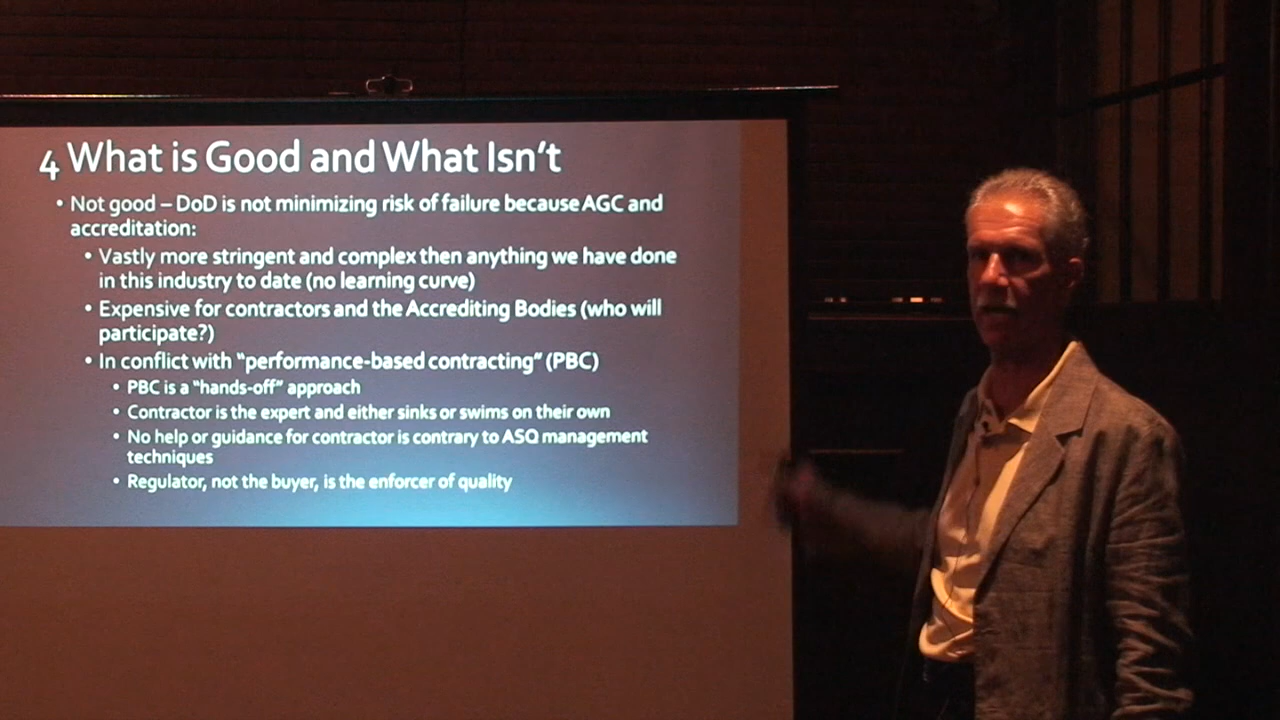 4 What is Good and What Isn't
• Not good – DoD is not minimizing risk of failure because AGC and
accreditation:
• Vastly more stringent and complex then anything we have done
in this industry to date (no learning curve)
• Expensive for contractors and the Accrediting Bodies (who will
participate?)
• In conflict with "performance-based contracting" (PBC)
• PBC is a "hands-off" approach
• Contractor is the expert and either sinks or swims on their own
• No help or guidance for contractor is contrary to ASQ management
techniques
• Regulator, not the buyer, is the enforcer of quality